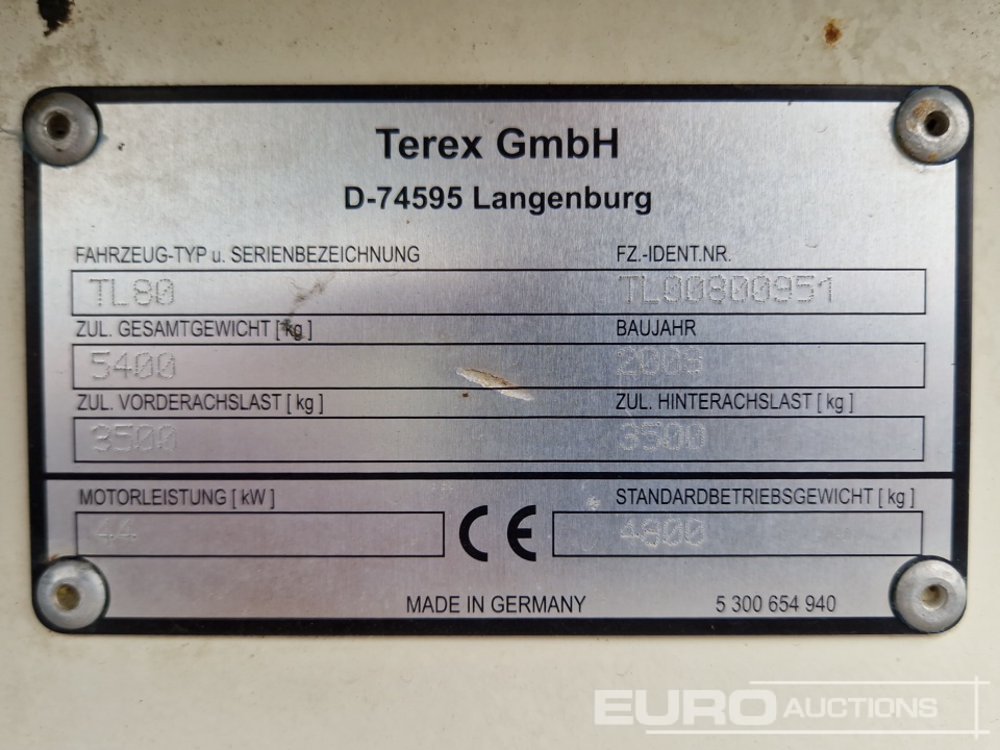 Terex GmbH
D-74595 Langenburg
FAHRZEUG-TYP u. SERIENBEZEICHNUNG FZ.-IDENT.NR.
TL80 TL00800951
ZUL. GESAMTGEWICHT [ kg ] BAUJAHR
5400 2009
ZUL. VORDERACHSLAST [ kg ] ZUL. HINTERACHSLAST [ kg ]
3500 3500
MOTORLEISTUNG [ kW ] STANDARDBETRIEBSGEWICHT [ kg ]
44 CE 4800
MADE IN GERMANY 5 300 654 940
EURO AUCTIONS